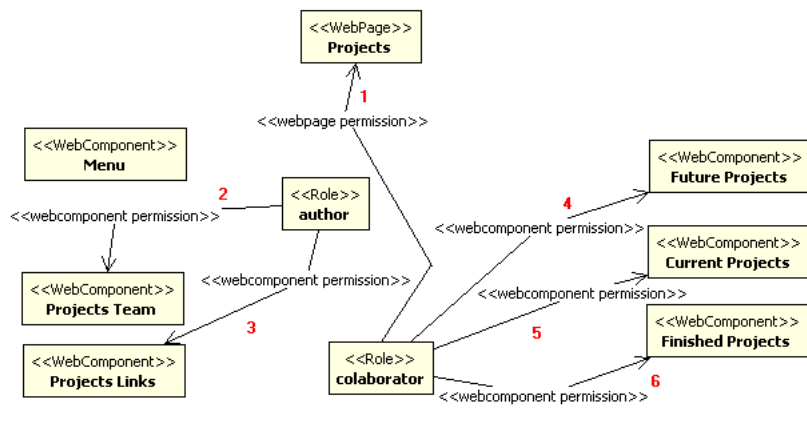 <<WebPage>>
Projects
1
<<webpage permission>>
<<WebComponent>>
Menu
2
<<webcomponent permission>>
<<Role>>
author
<<webcomponent permission>>
<<WebComponent>>
Projects Team
3
<<WebComponent>>
Projects Links
<<WebComponent>>
Future Projects
4
<<webcomponent permission>>
<<WebComponent>>
Current Projects
<<webcomponent permission>>
5
<<WebComponent>>
Finished Projects
<<Role>>
colaborator
6
<<webcomponent permission>>